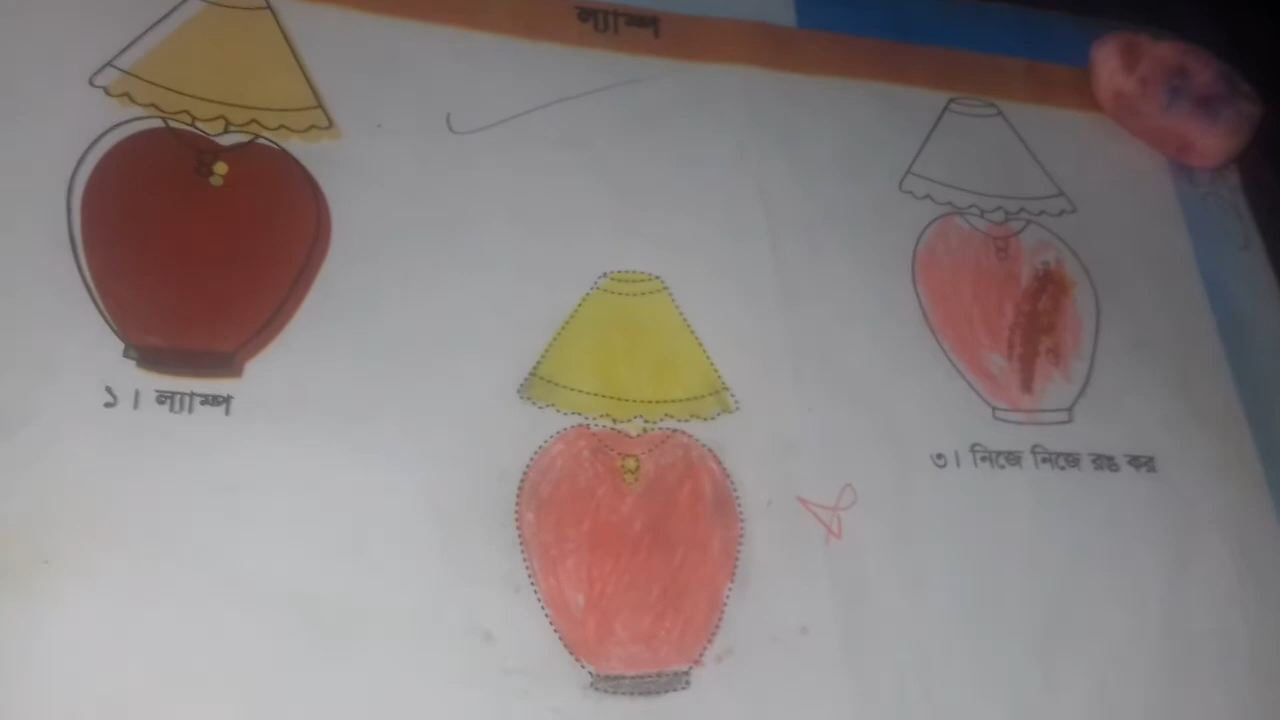 ল্যাম্প
১। ল্যাম্প
৩। নিজে নিজে রঙ কর